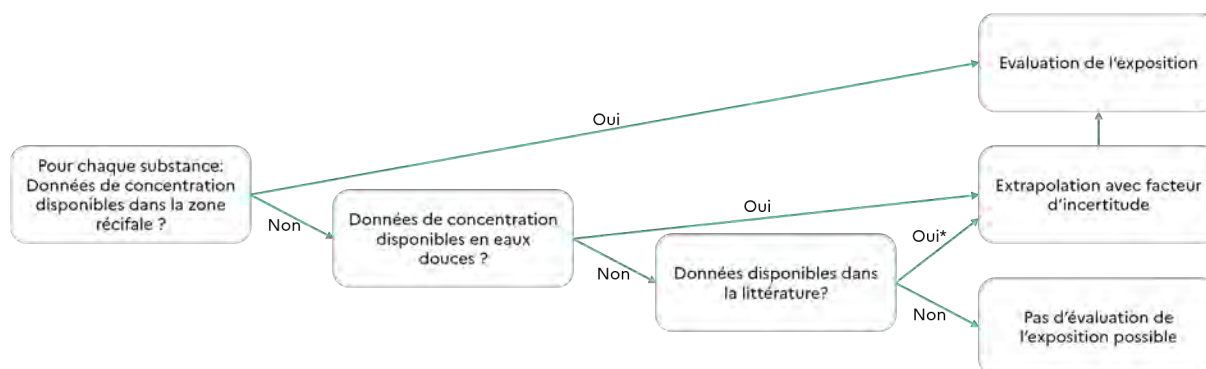 Pour chaque substance:
Données de concentration
disponibles dans la zone
récifale ?
Oui
Non
Données de concentration
disponibles en eaux
douces ?
Oui
Non
Données disponibles dans
la littérature?
Oui*
Non
Evaluation de l'exposition
Extrapolation avec facteur
d'incertitude
Pas d'évaluation de
l'exposition possible